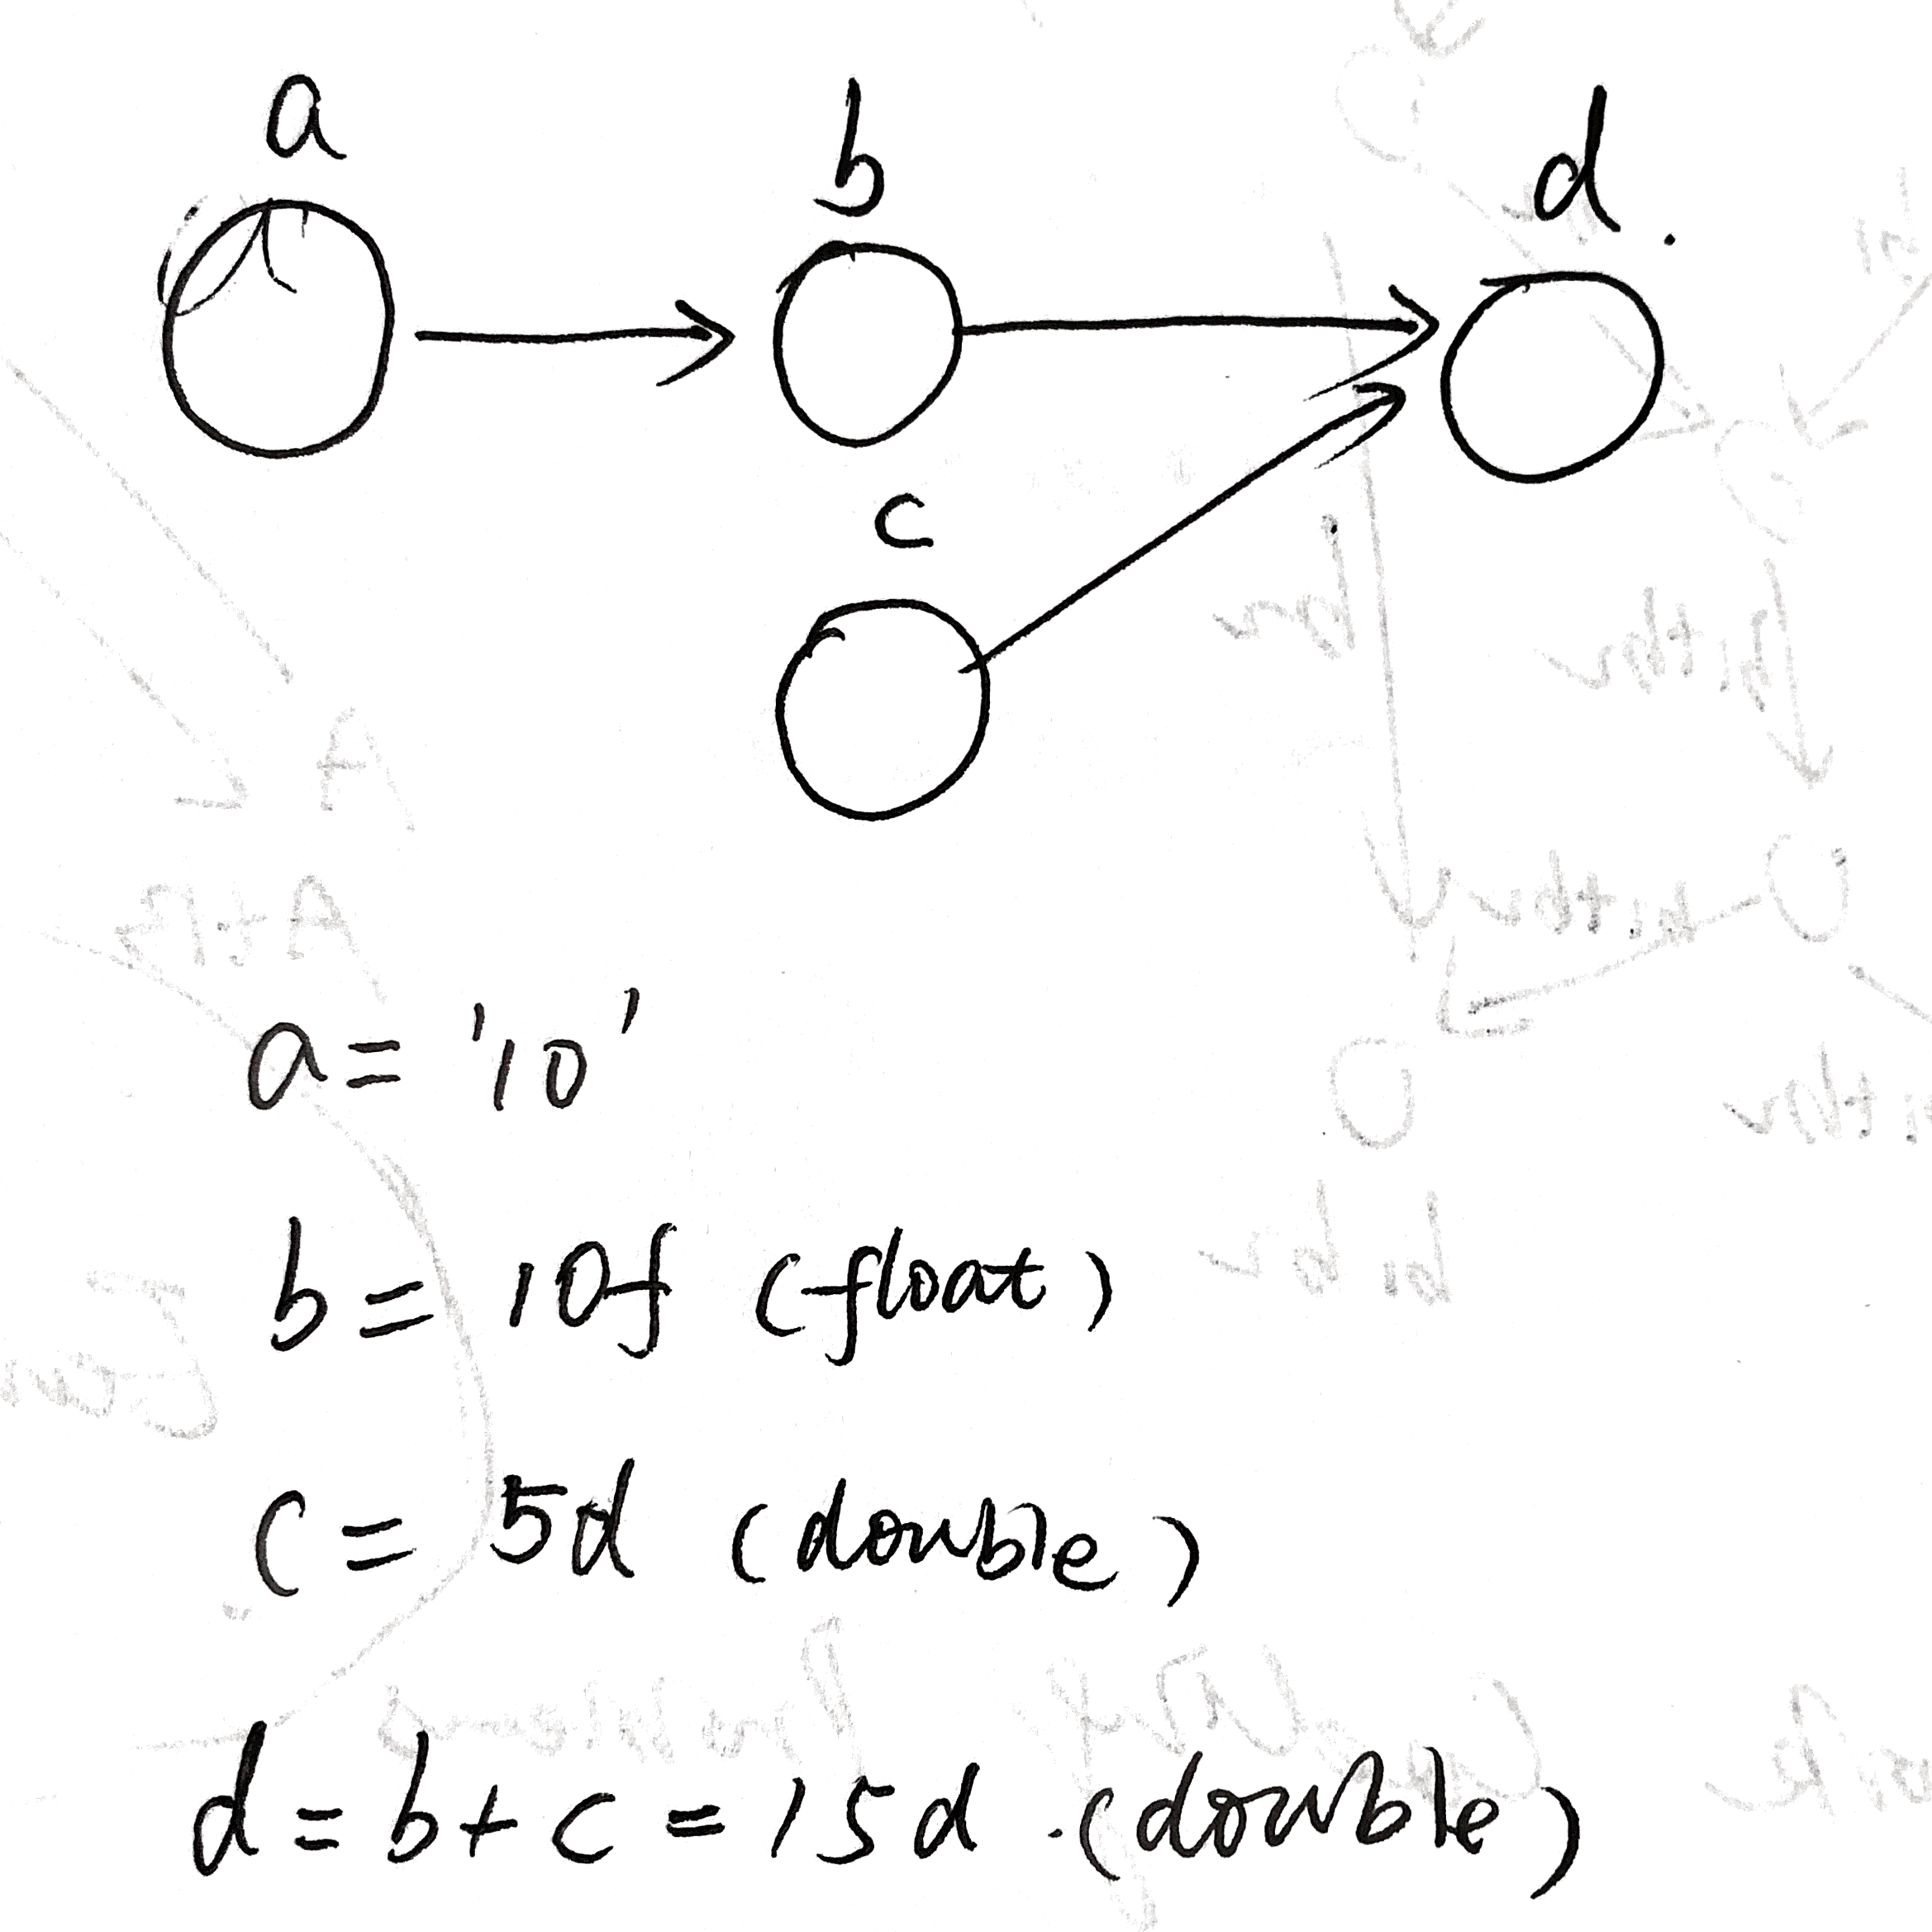 a
b
d.
c
a= '10'
b= 10f (float)
c= 5d (double)
d=b+c=15d.(double)